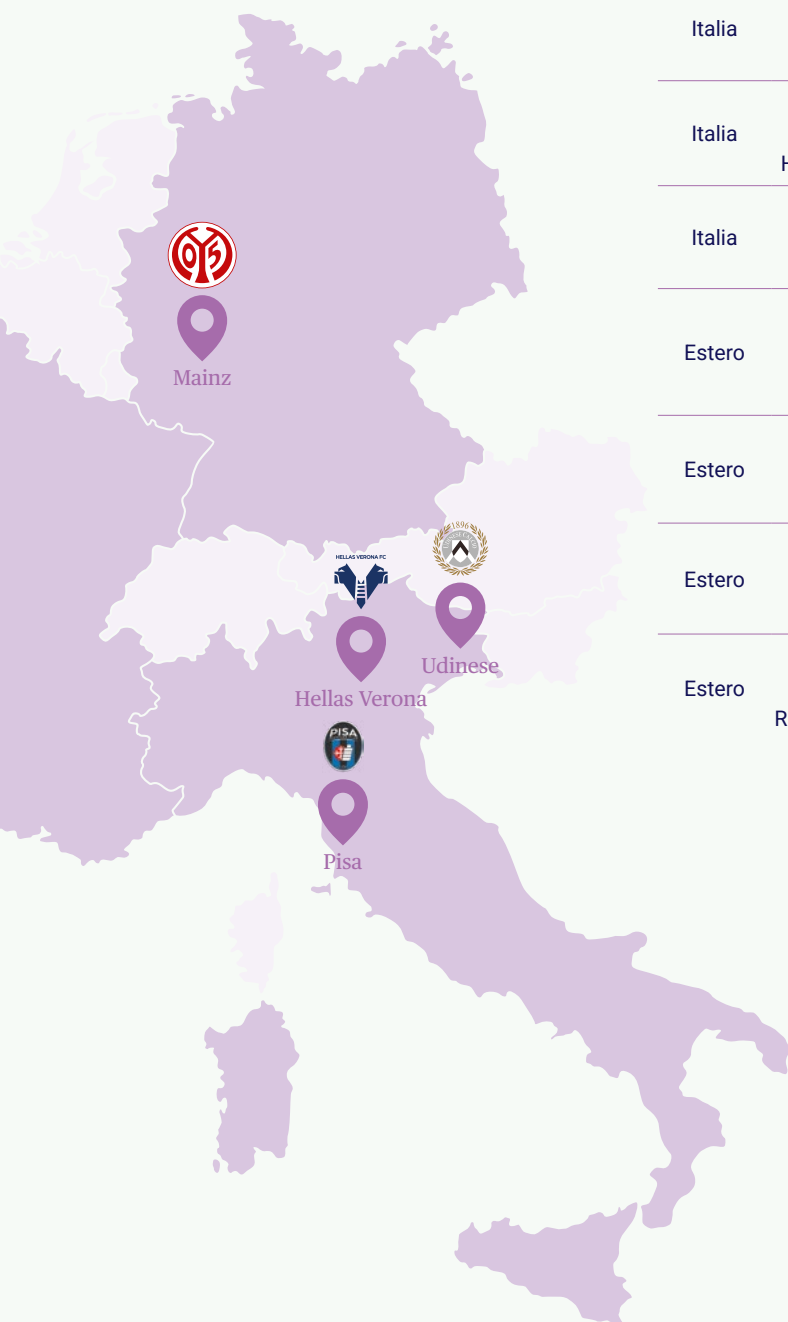 Italia
Italia
H
Italia
Estero
Mainz
Estero
1896
HELLAS VERONA FC
Estero
Udinese
Estero
Hellas Verona
R
PISA
Pisa